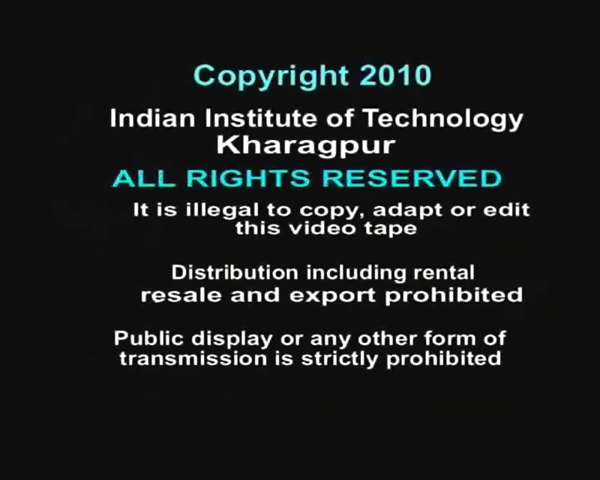 Copyright 2010
Indian Institute of Technology
Kharagpur
ALL RIGHTS RESERVED
It is illegal to copy, adapt or edit
this video tape
Distribution including rental
resale and export prohibited
Public display or any other form of
transmission is strictly prohibited